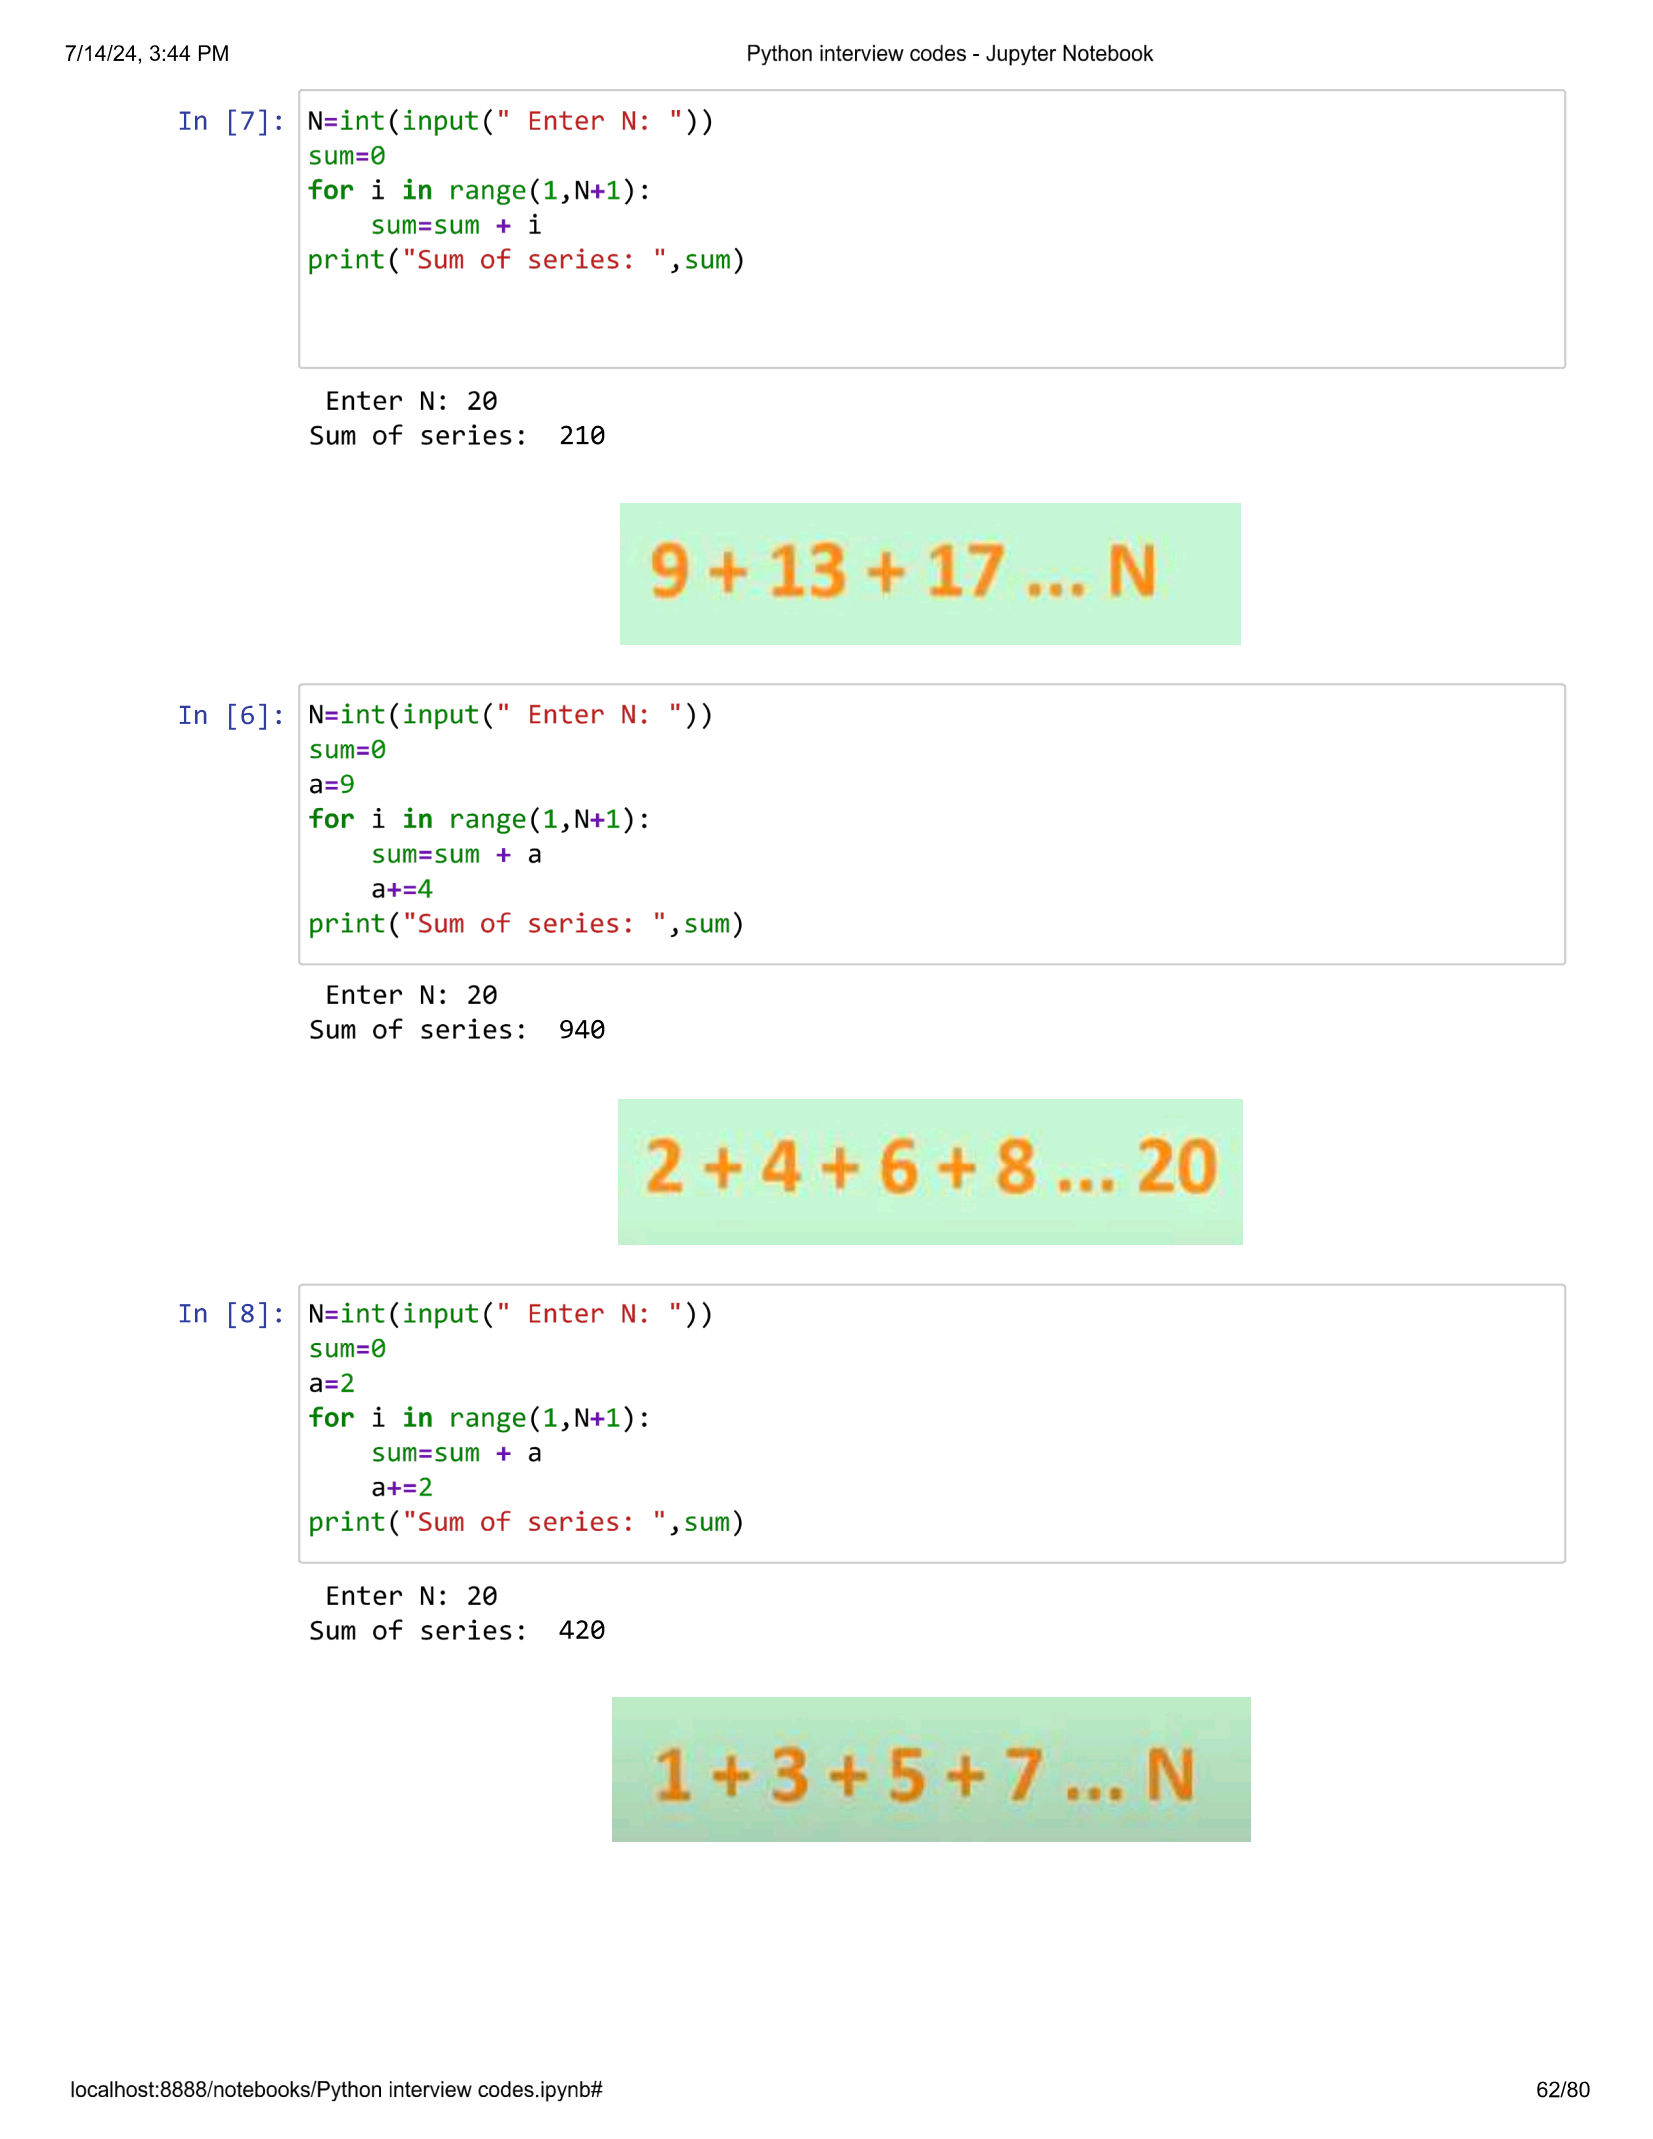 7/14/24, 3:44 PM
Python interview codes - Jupyter Notebook
In [7]:
N=int(input(" Enter N: "))
sum=0
for i in range(1,N+1):
    sum=sum + i
print("Sum of series: ",sum)
 Enter N: 20
Sum of series:  210
9 + 13 + 17 ... N
In [6]:
N=int(input(" Enter N: "))
sum=0
a=9
for i in range(1,N+1):
    sum=sum + a
    a+=4
print("Sum of series: ",sum)
 Enter N: 20
Sum of series:  940
2 + 4 + 6 + 8 ... 20
In [8]:
N=int(input(" Enter N: "))
sum=0
a=2
for i in range(1,N+1):
    sum=sum + a
    a+=2
print("Sum of series: ",sum)
 Enter N: 20
Sum of series:  420
1 + 3 + 5 + 7 ... N
localhost:8888/notebooks/Python interview codes.ipynb#
62/80